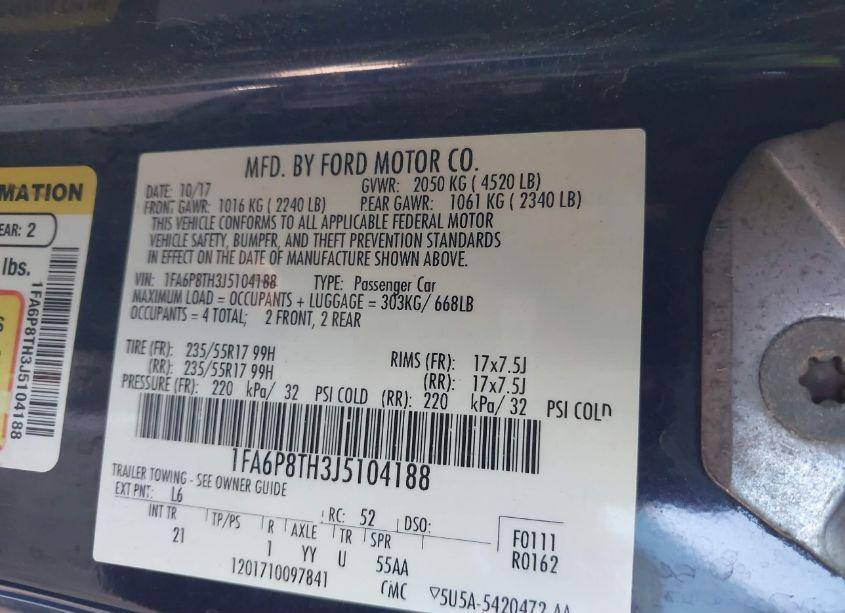 MFD. BY FORD MOTOR CO.
DATE: 10/17 GVWR: 2050 KG ( 4520 LB)
FRONT GAWR: 1016 KG ( 2240 LB) REAR GAWR: 1061 KG ( 2340 LB)
THIS VEHICLE CONFORMS TO ALL APPLICABLE FEDERAL MOTOR
VEHICLE SAFETY, BUMPER, AND THEFT PREVENTION STANDARDS
IN EFFECT ON THE DATE OF MANUFACTURE SHOWN ABOVE.
VIN: 1FA6P8TH3J5104188 TYPE: Passenger Car
MAXIMUM LOAD = OCCUPANTS + LUGGAGE = 303KG/ 668LB
OCCUPANTS = 4 TOTAL; 2 FRONT, 2 REAR
TIRE (FR): 235/55R17 99H RIMS (FR): 17x7.5J
(RR): 235/55R17 99H (RR): 17x7.5J
PRESSURE (FR): 220 kPa/ 32 PSI COLD (RR): 220 kPa/ 32 PSI COLD
1FA6P8TH3J5104188
TRAILER TOWING - SEE OWNER GUIDE
EXT PNT: L6 RC: 52 DSO:
INT TR TP/PS R AXLE TR SPR F0111
21 1 YY U 55AA R0162
1201710097841 CMC ▽5U5A-5420472-AA
MATION
EAR: 2
lbs.
1FA6P8TH3J5104188